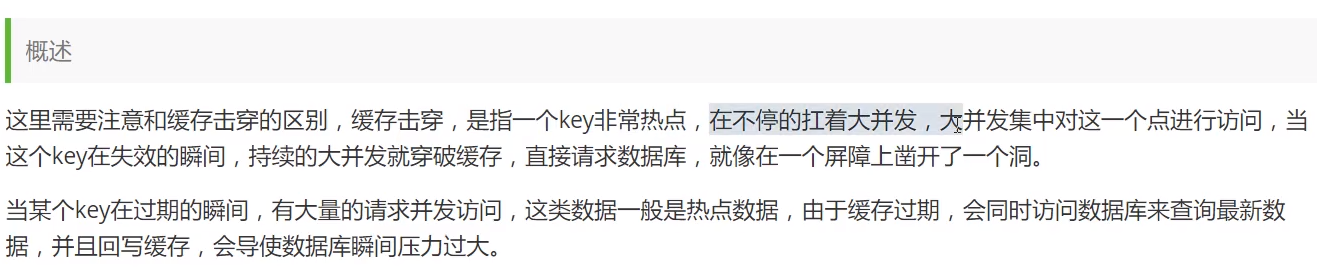 概述
这里需要注意和缓存击穿的区别，缓存击穿，是指一个key非常热点，在不停的扛着大并发，大并发集中对这一个点进行访问，当
这个key在失效的瞬间，持续的大并发就穿破缓存，直接请求数据库，就像在一个屏障上凿开了一个洞。
当某个key在过期的瞬间，有大量的请求并发访问，这类数据一般是热点数据，由于缓存过期，会同时访问数据库来查询最新数
据，并且回写缓存，会导使数据库瞬间压力过大。